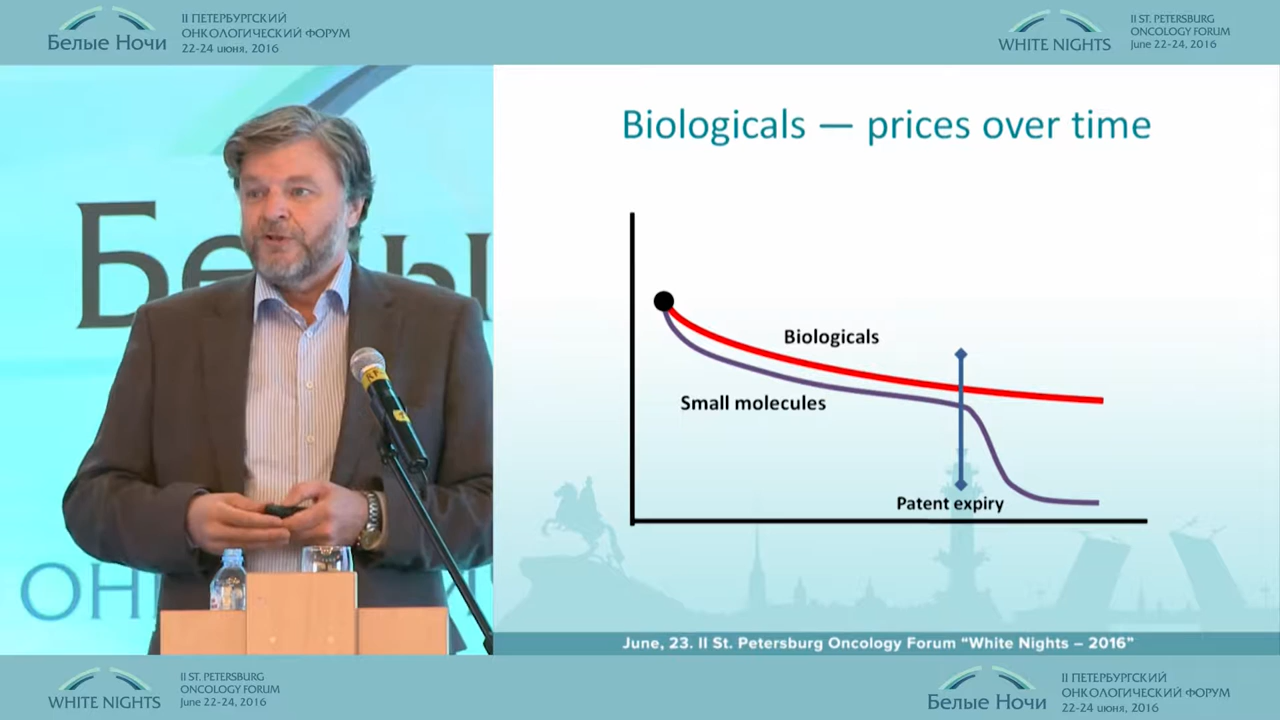 Белые Ночи
II ПЕТЕРБУРГСКИЙ
ОНКОЛОГИЧЕСКИЙ ФОРУМ
22-24 июня, 2016
WHITE NIGHTS
II ST. PETERSBURG
ONCOLOGY FORUM
June 22-24, 2016
Biologicals — prices over time
Biologicals
Small molecules
Patent expiry
June, 23. II St. Petersburg Oncology Forum “White Nights – 2016”
WHITE NIGHTS
II ST. PETERSBURG
ONCOLOGY FORUM
June 22-24, 2016
Белые Ночи
II ПЕТЕРБУРГСКИЙ
ОНКОЛОГИЧЕСКИЙ ФОРУМ
22-24 июня, 2016